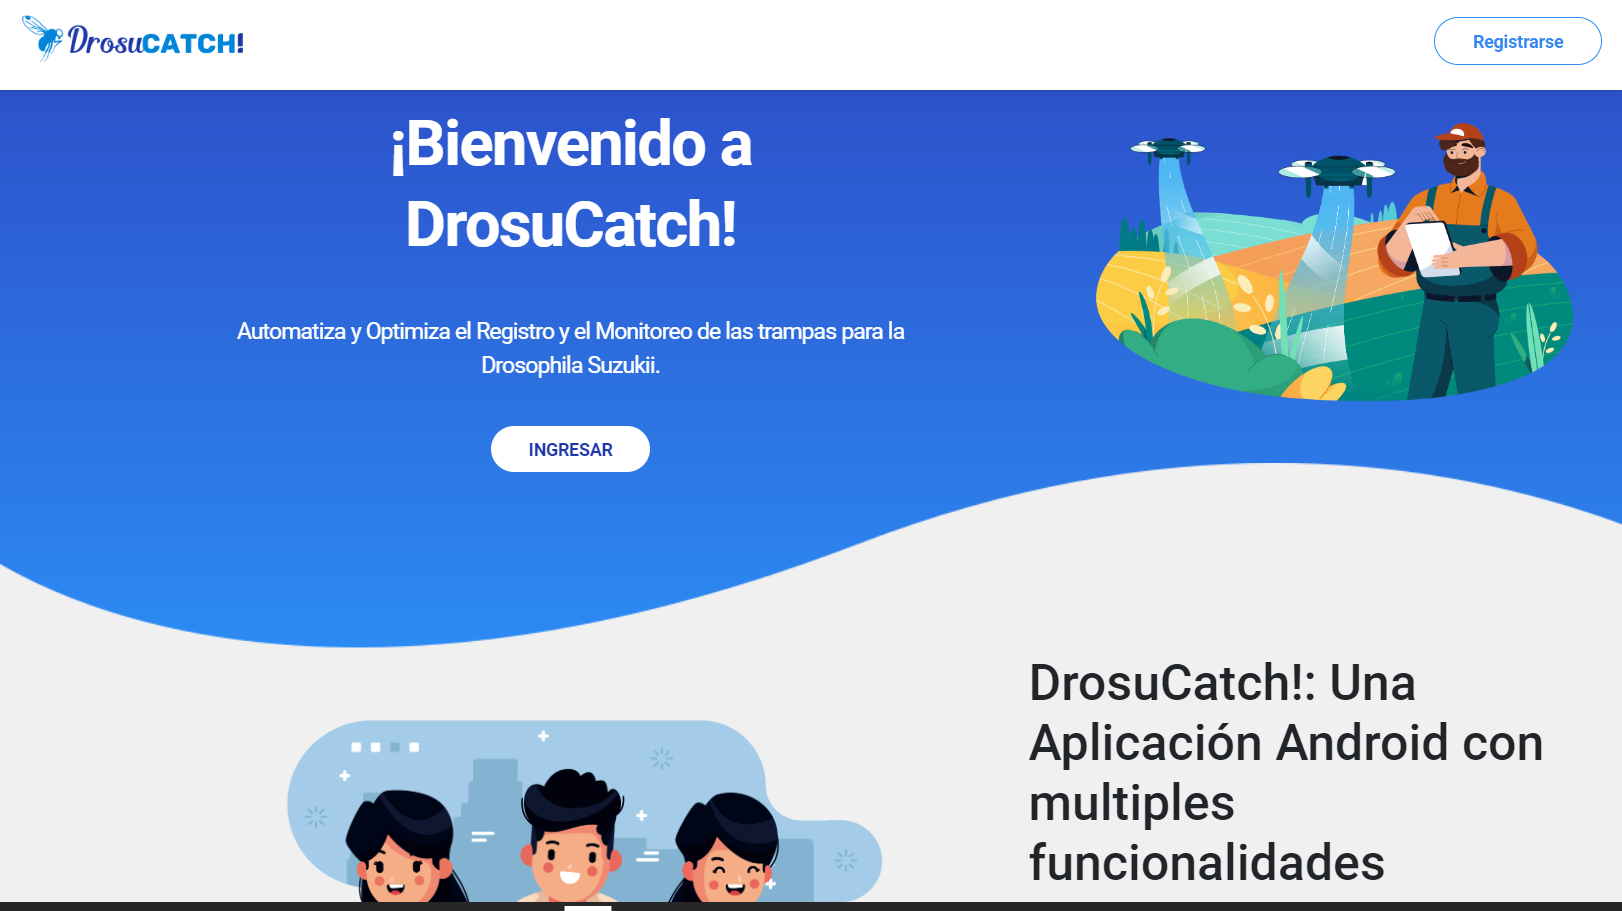 DrosuCATCH!
Registrarse
¡Bienvenido a
DrosuCatch!
Automatiza y Optimiza el Registro y el Monitoreo de las trampas para la
Drosophila Suzukii.
INGRESAR
DrosuCatch!: Una
Aplicación Android con
multiples
funcionalidades